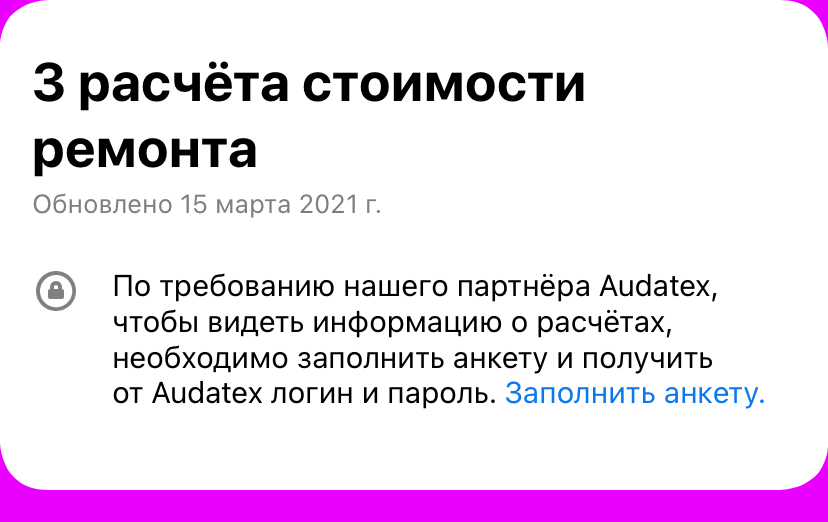 3 расчёта стоимости
ремонта
Обновлено 15 марта 2021 г.
По требованию нашего партнёра Audatex,
чтобы видеть информацию о расчётах,
необходимо заполнить анкету и получить
от Audatex логин и пароль. Заполнить анкету.